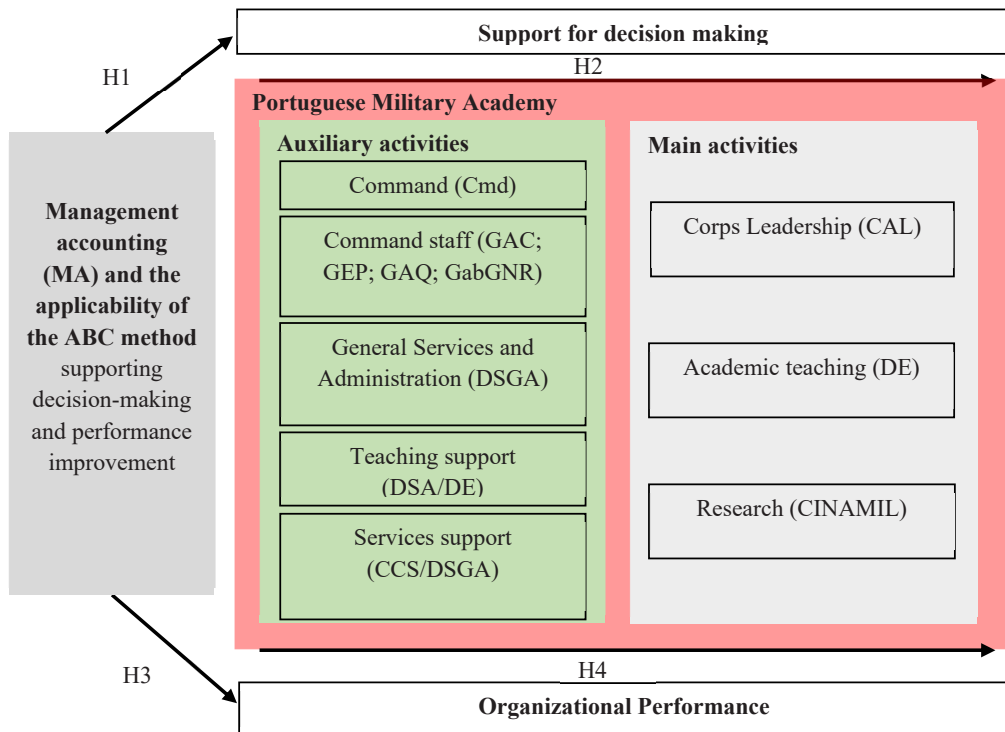 Support for decision making
H1
H2
Portuguese Military Academy
Management
accounting
(MA) and the
applicability of
the ABC method
supporting
decision-making
and performance
improvement
Auxiliary activities
Command (Cmd)
Command staff (GAC;
GEP; GAQ; GabGNR)
General Services and
Administration (DSGA)
Teaching support
(DSA/DE)
Services support
(CCS/DSGA)
Main activities
Corps Leadership (CAL)
Academic teaching (DE)
Research (CINAMIL)
H3
H4
Organizational Performance